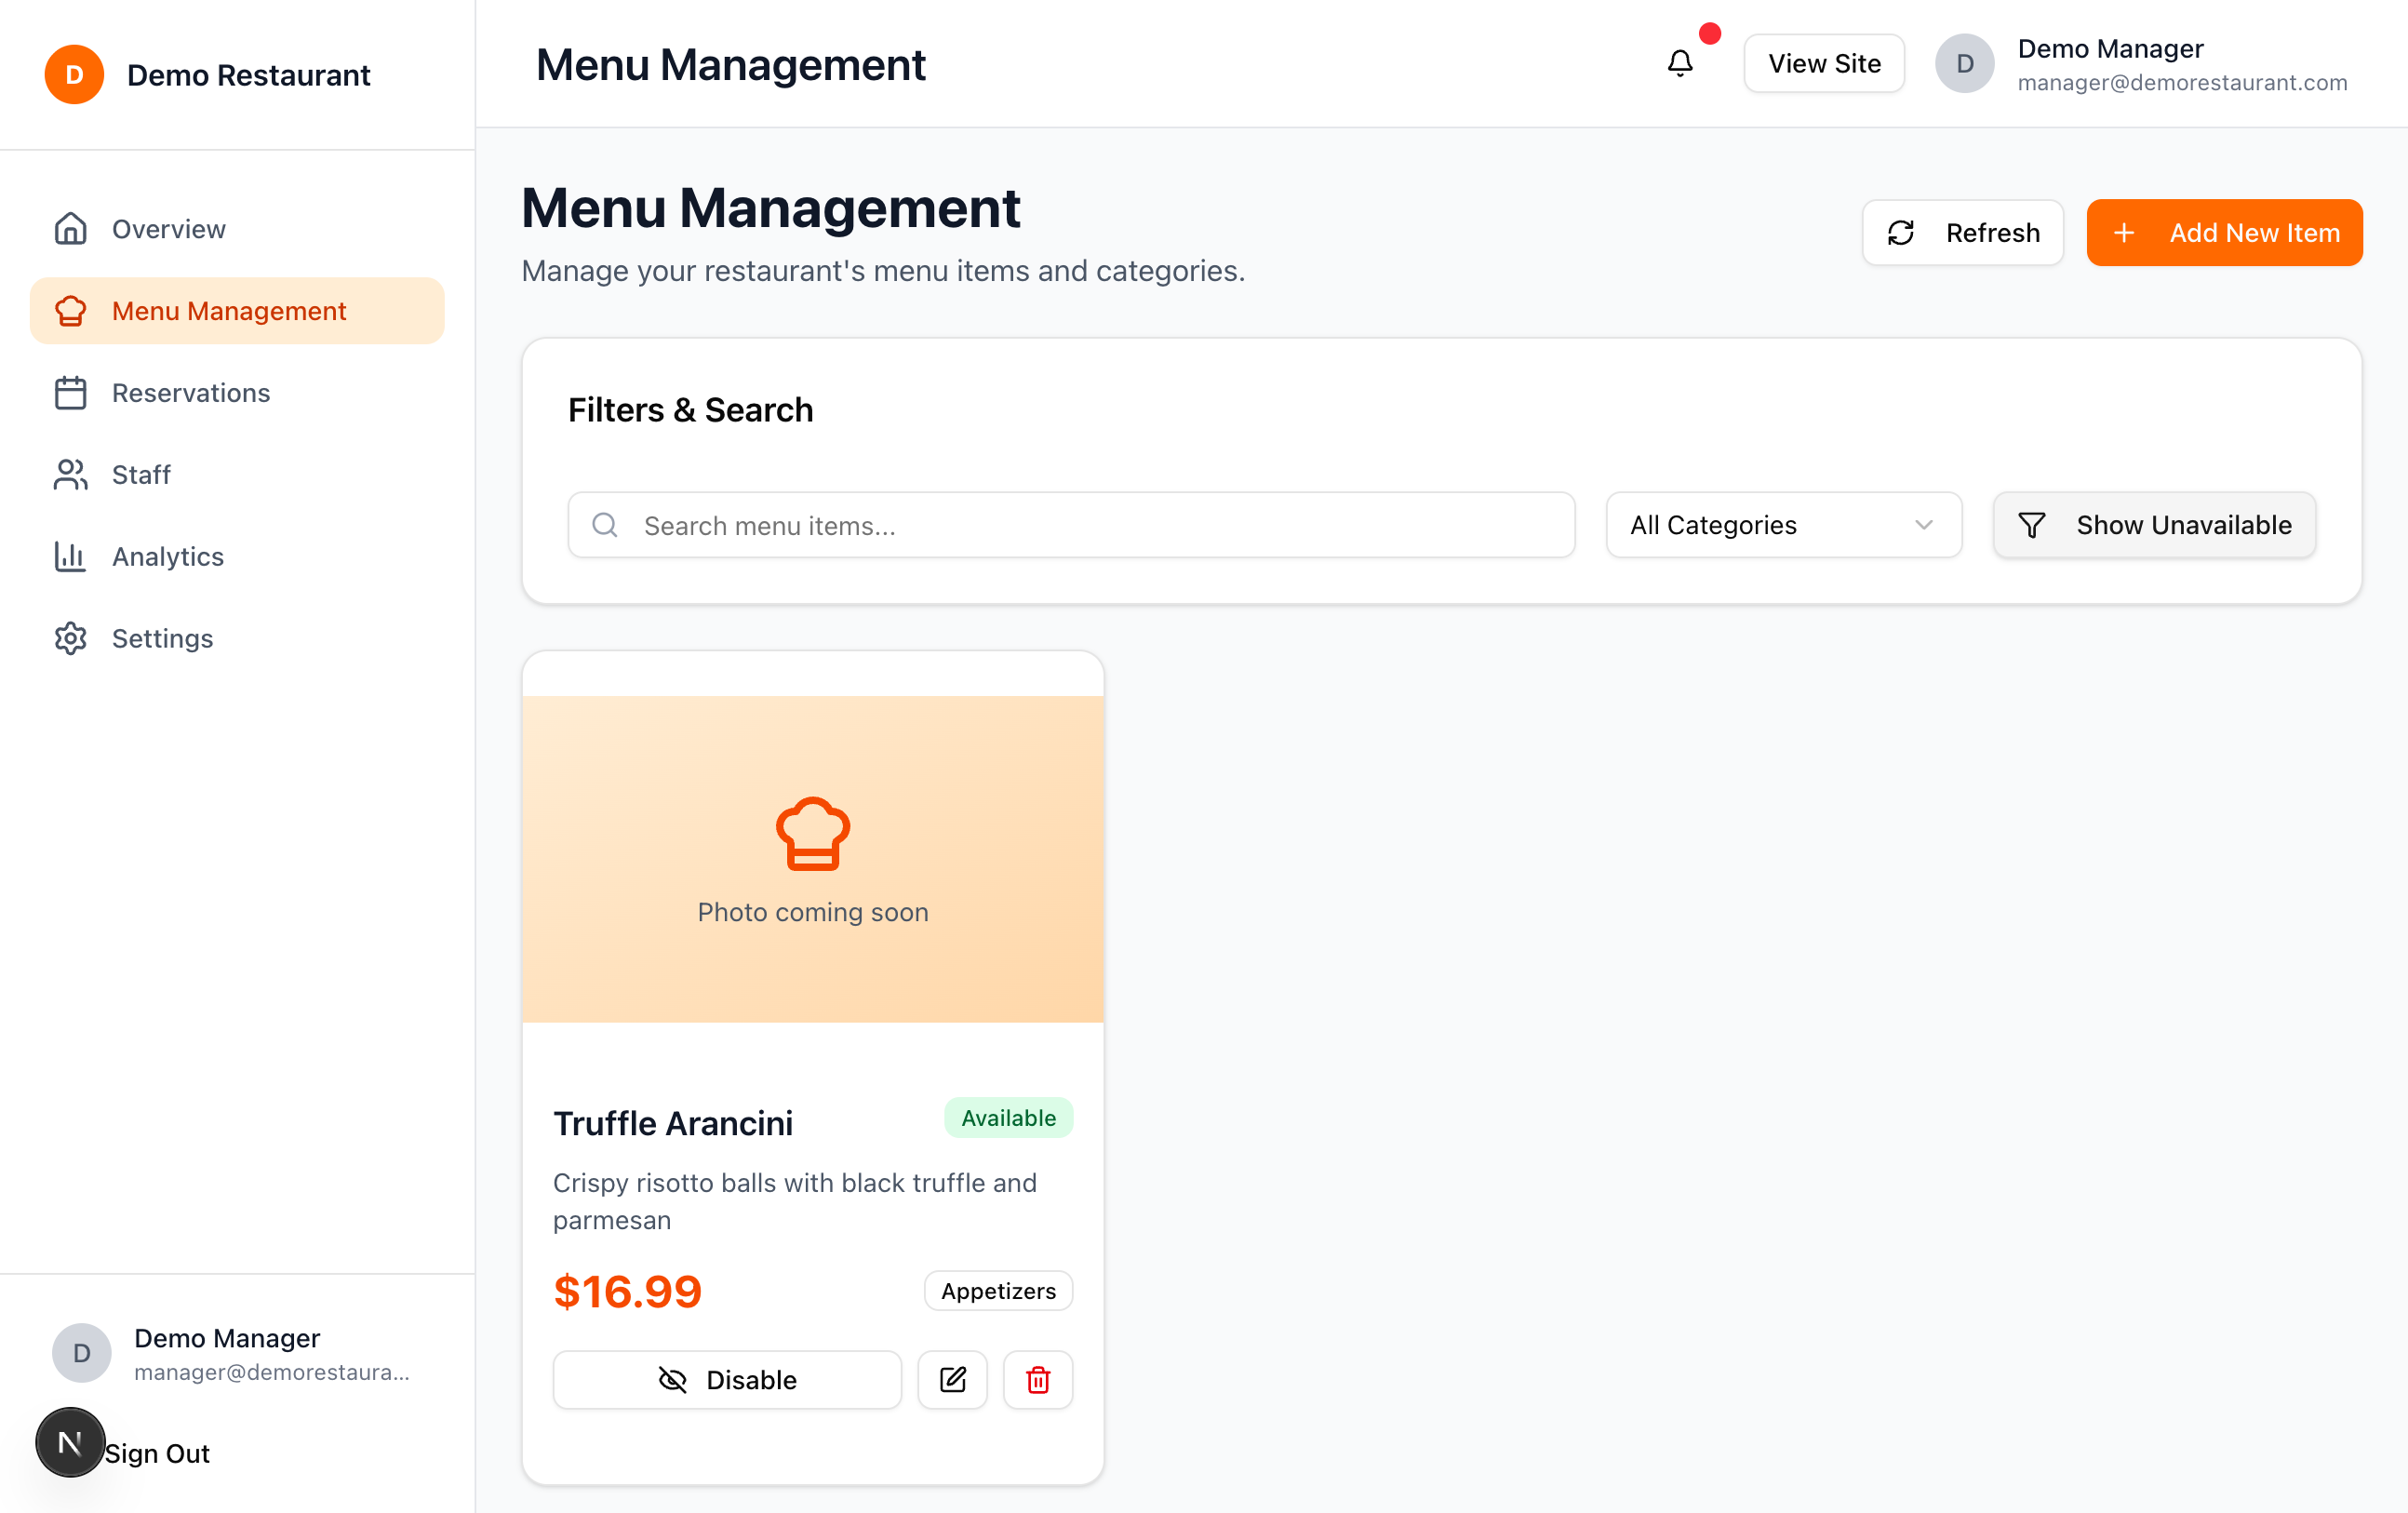 D
Demo Restaurant
Overview
Menu Management
Reservations
Staff
Analytics
Settings
D
Demo Manager
manager@demorestaura...
N
Sign Out
Menu Management
View Site
D
Demo Manager
manager@demorestaurant.com
Menu Management
Manage your restaurant's menu items and categories.
Refresh
Add New Item
Filters & Search
Search menu items...
All Categories
Show Unavailable
Photo coming soon
Truffle Arancini
Available
Crispy risotto balls with black truffle and
parmesan
$16.99
Appetizers
Disable